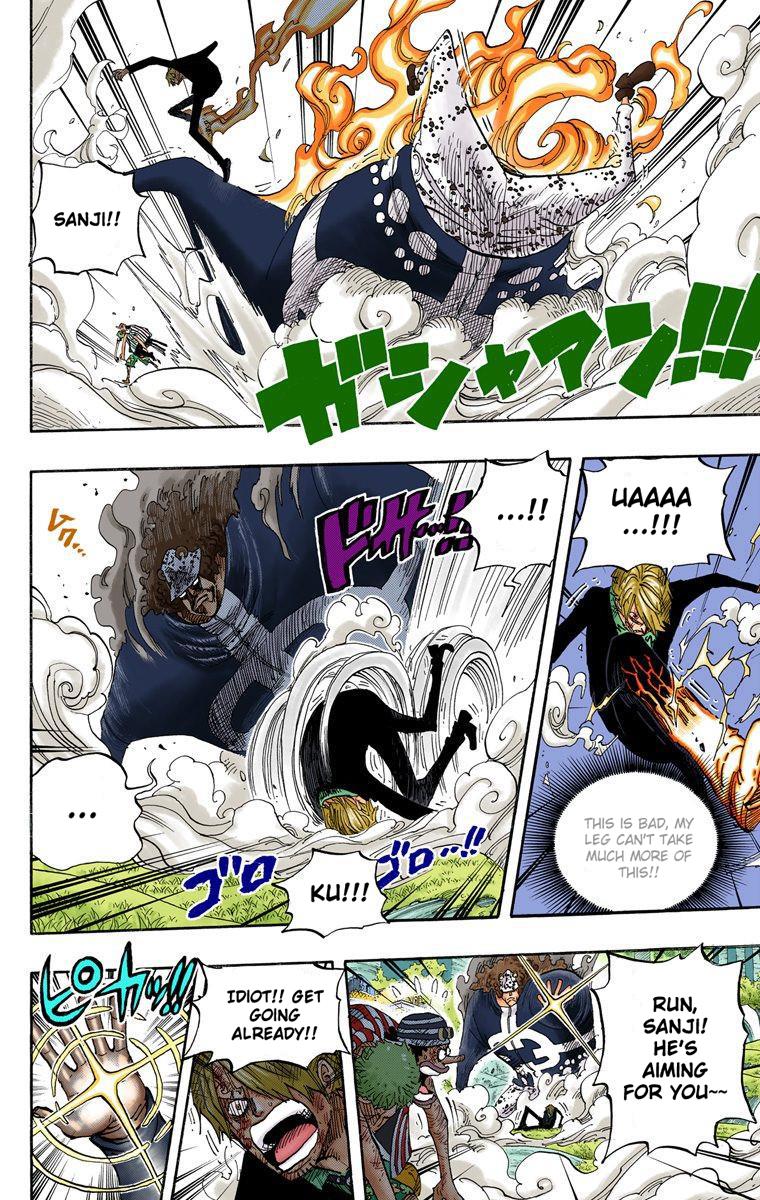 SANJI!!
ガシャアン!!!
UAAAA
...!!!
THIS IS BAD, MY
LEG CAN'T TAKE
MUCH MORE OF
THIS!!
...!!
ドサ...!
...
KU!!!
ゴロ
ゴロ...!!
RUN,
SANJI!
HE'S
AIMING
FOR YOU~~
IDIOT!! GET
GOING
ALREADY!!
ピカッ!!